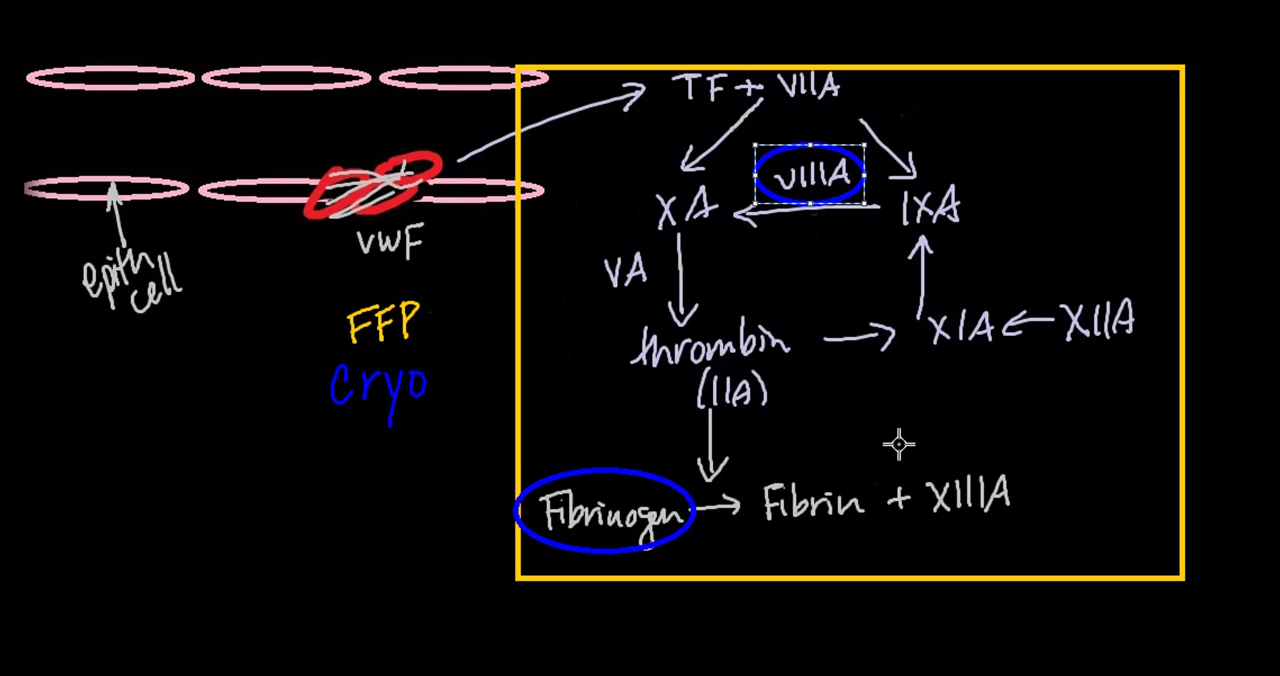 TF + VIIA
VIIIA
XA
IXA
VWF
VA
epith
cell
FFP
thrombin
XIA
XIIA
cryo
(IIA)
Fibrinogen
Fibrin + XIIIA